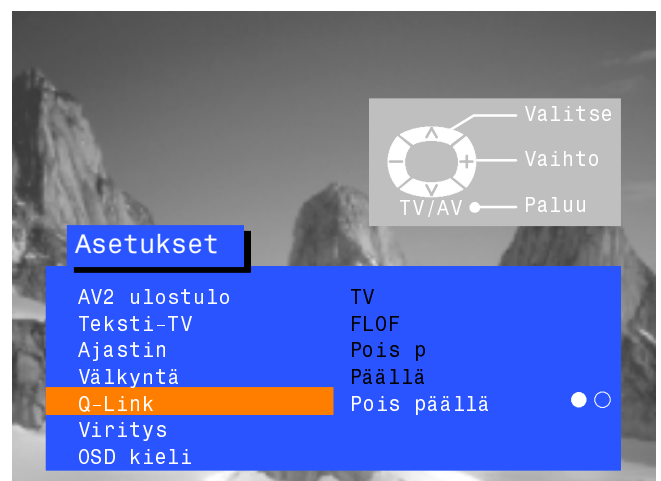 Valitse
Vaihto
TV/AV Paluu
Asetukset
AV2 ulostulo TV
Teksti-TV FLOF
Ajastin Pois p
Välkyntä Päällä
Q-Link Pois päällä
Viritys
OSD kieli